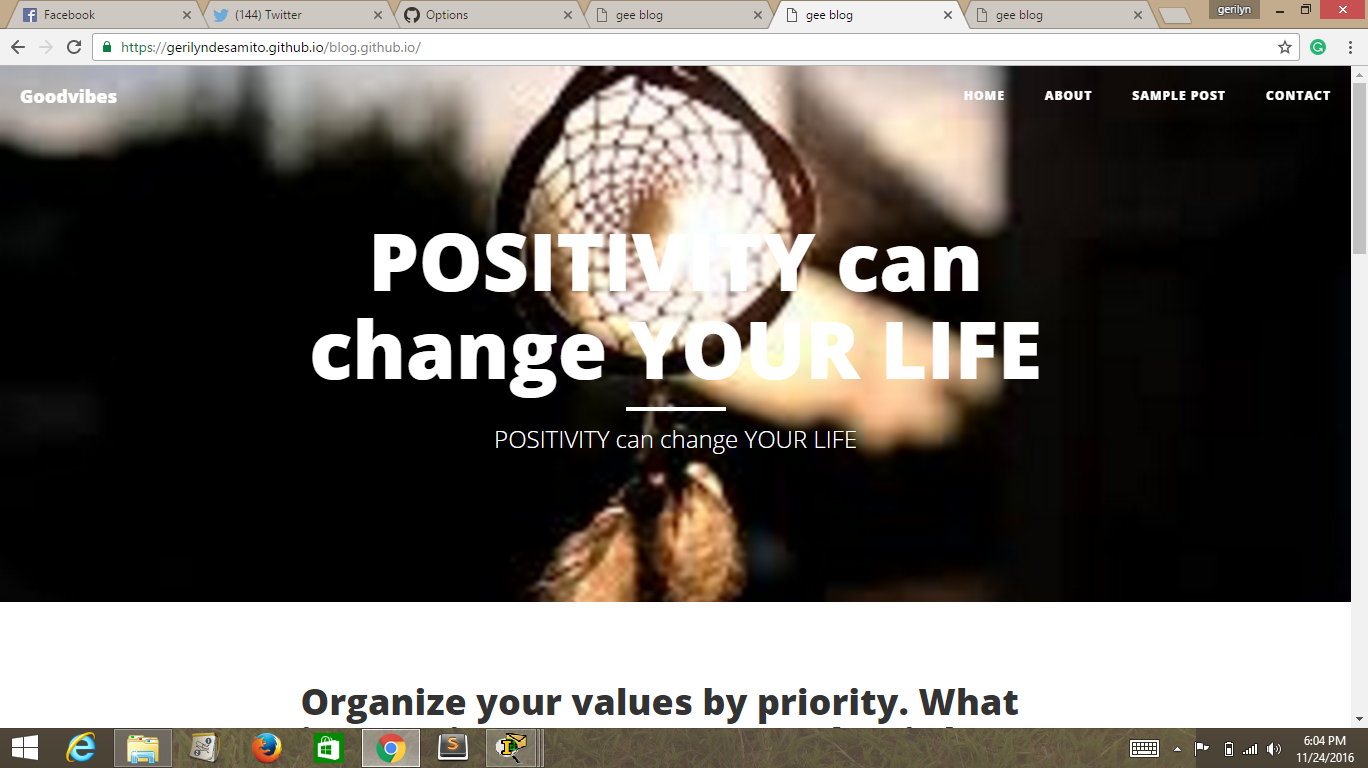 Facebook
(144) Twitter
Options
gee blog
gee blog
gee blog
gerilyn
https://gerilyndesamito.github.io/blog.github.io/
Goodvibes
HOME
ABOUT
SAMPLE POST
CONTACT
POSITIVITY can
change YOUR LIFE
POSITIVITY can change YOUR LIFE
Organize your values by priority. What
6:04 PM
11/24/2016